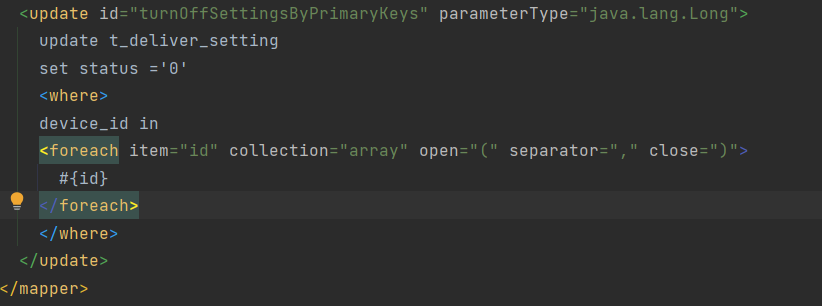 <update id="turnOffSettingsByPrimaryKeys" parameterType="java.lang.Long">
update t_deliver_setting
set status ='0'
<where>
device_id in
<foreach item="id" collection="array" open="(" separator="," close=")">
#{id}
</foreach>
</where>
</update>
</mapper>